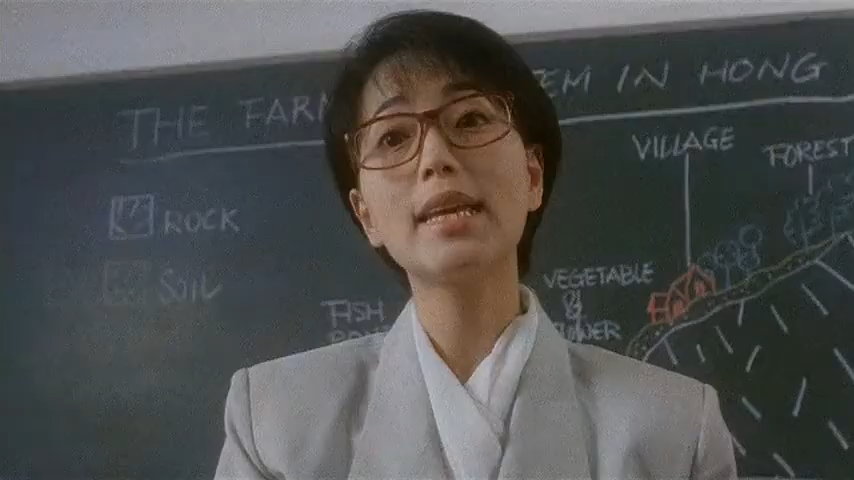 THE FARM EM IN HONG
VILLAGE
FOREST
ROCK
SOIL
FISH
VEGETABLE
&